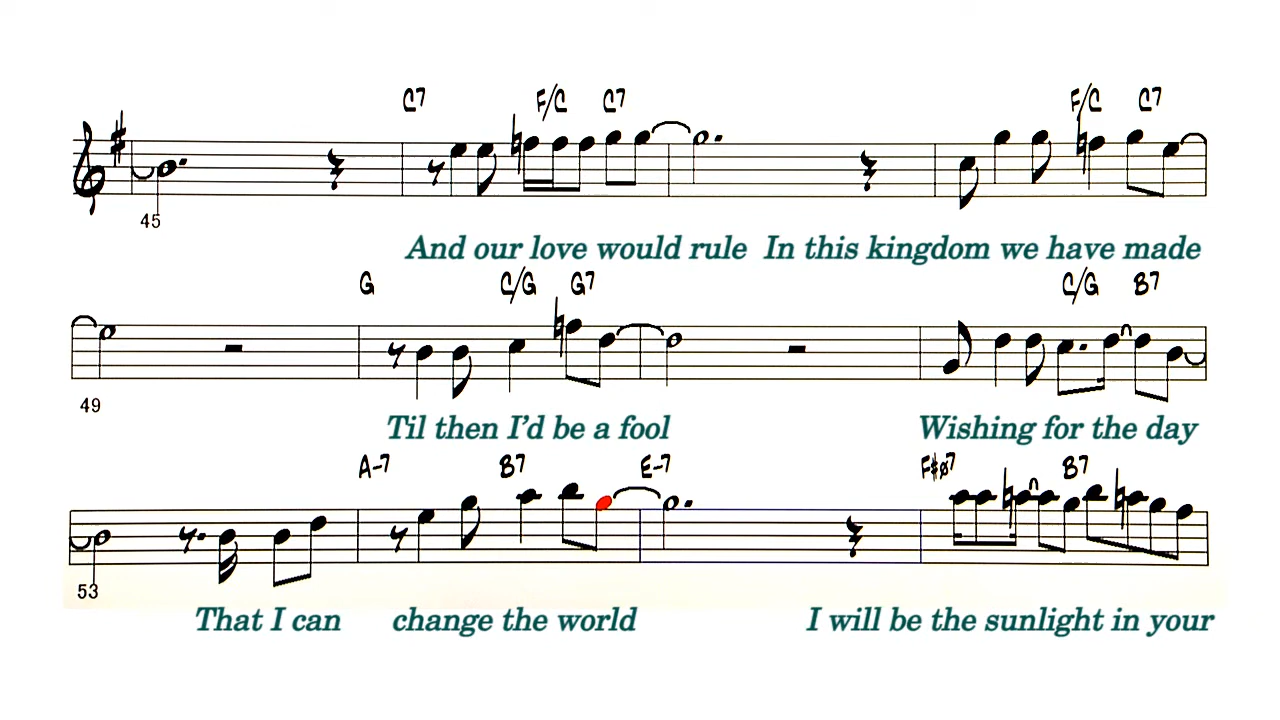 C7 F/C C7 F/C C7
45
And our love would rule In this kingdom we have made
G C/G G7 C/G B7
49
Til then I'd be a fool Wishing for the day
A-7 B7 E-7 F#ø7 B7
53
That I can change the world I will be the sunlight in your